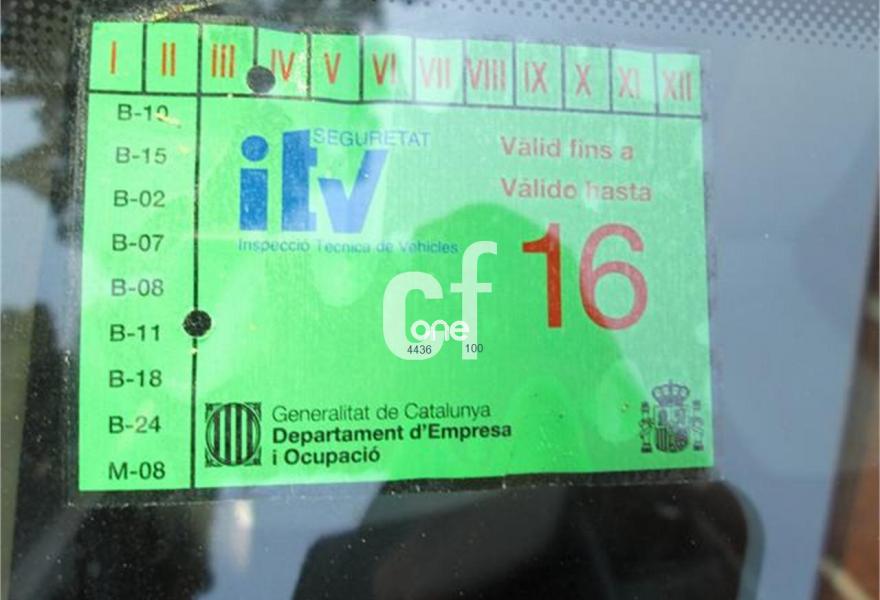 I II III IV V VI VII VIII IX X XI XII
B-10
B-15
B-02
B-07
B-08
B-11
B-18
B-24
M-08
SEGURETAT
itv
Inspecció Tècnica de Vehicles
Vàlid fins a
Válido hasta
16
cf
one
4436 100
Generalitat de Catalunya
Departament d'Empresa
i Ocupació